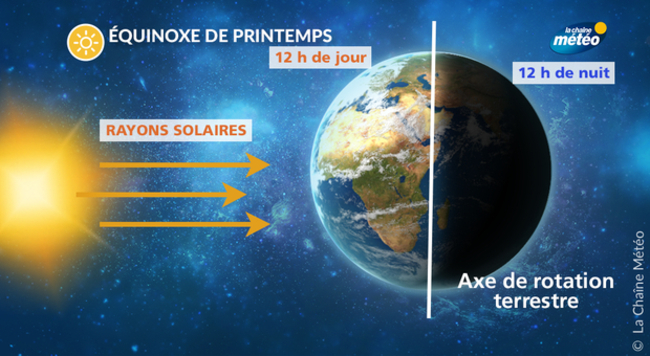 ÉQUINOXE DE PRINTEMPS
12 h de jour
la chaîne
météo
12 h de nuit
RAYONS SOLAIRES
Axe de rotation
terrestre
© La Chaîne Météo